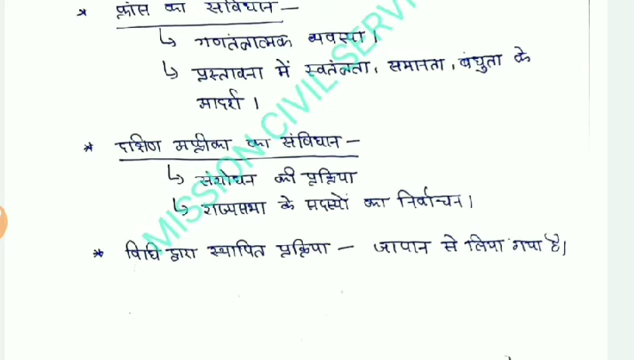 * फ्रांस का संविधान —
↳ गणतंत्रात्मक व्यवस्था।
↳ प्रस्तावना में स्वतंत्रता, समानता, बंधुता के
आदर्श।
* दक्षिण अफ्रीका का संविधान —
↳ संशोधन की प्रक्रिया
↳ राज्यसभा के सदस्यों का निर्वाचन।
* विधि द्वारा स्थापित प्रक्रिया — जापान से लिया गया है।
MISSION CIVIL SERV